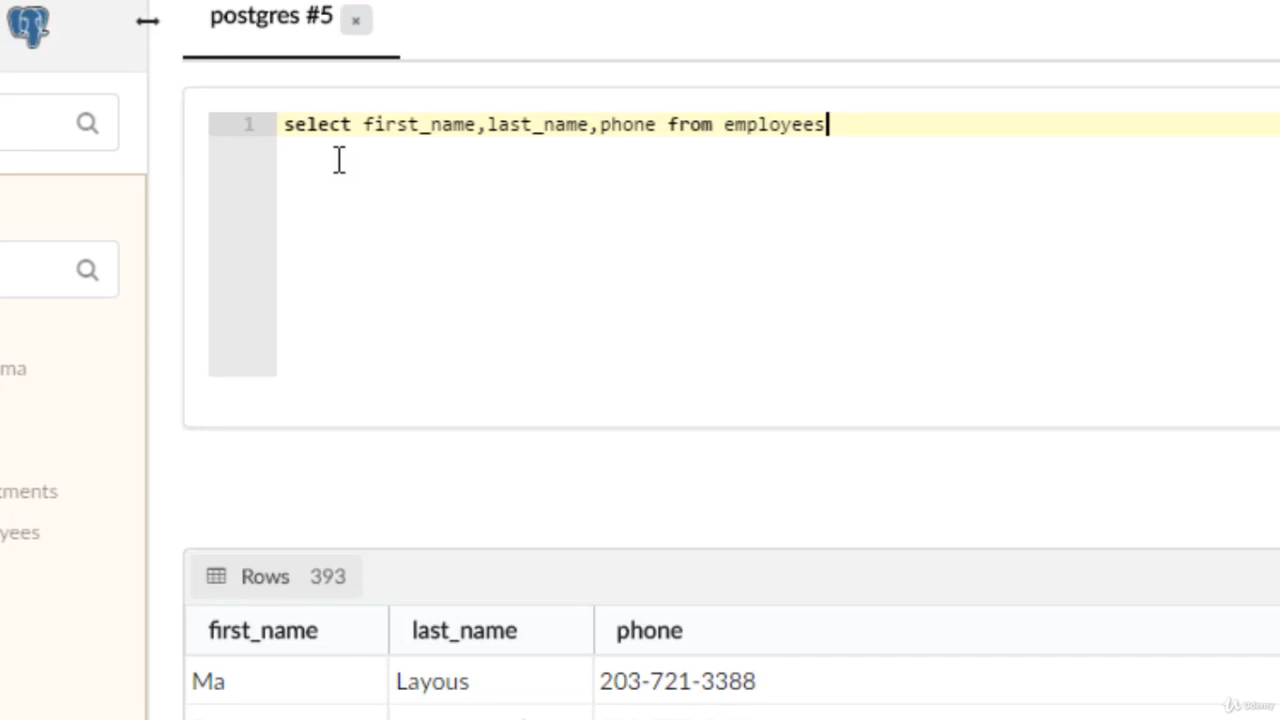 postgres #5 ×
1 select first_name,last_name,phone from employees
ma
tments
yees
Rows 393
first_name last_name phone
Ma Layous 203-721-3388
Udemy